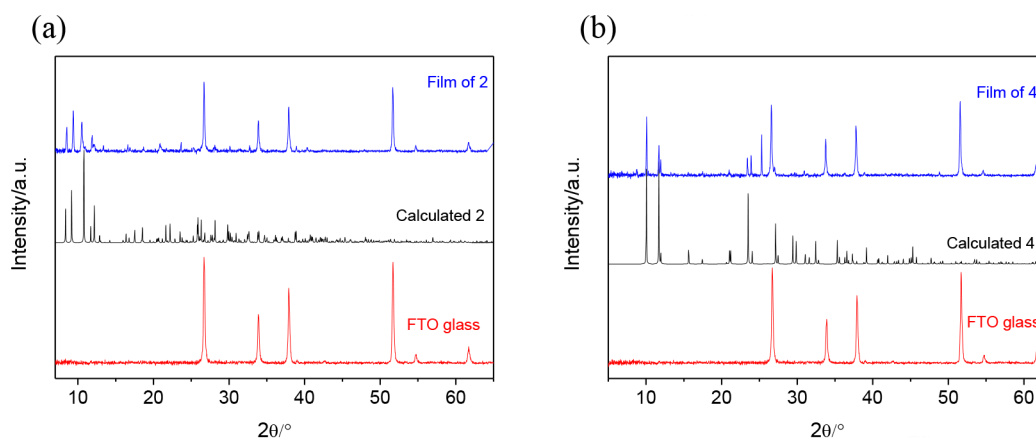 (a)
Intensity/a.u.
Film of 2
Calculated 2
FTO glass
10 20 30 40 50 60
2θ/°
(b)
Intensity/a.u.
Film of 4
Calculated 4
FTO glass
10 20 30 40 50 60
2θ/°